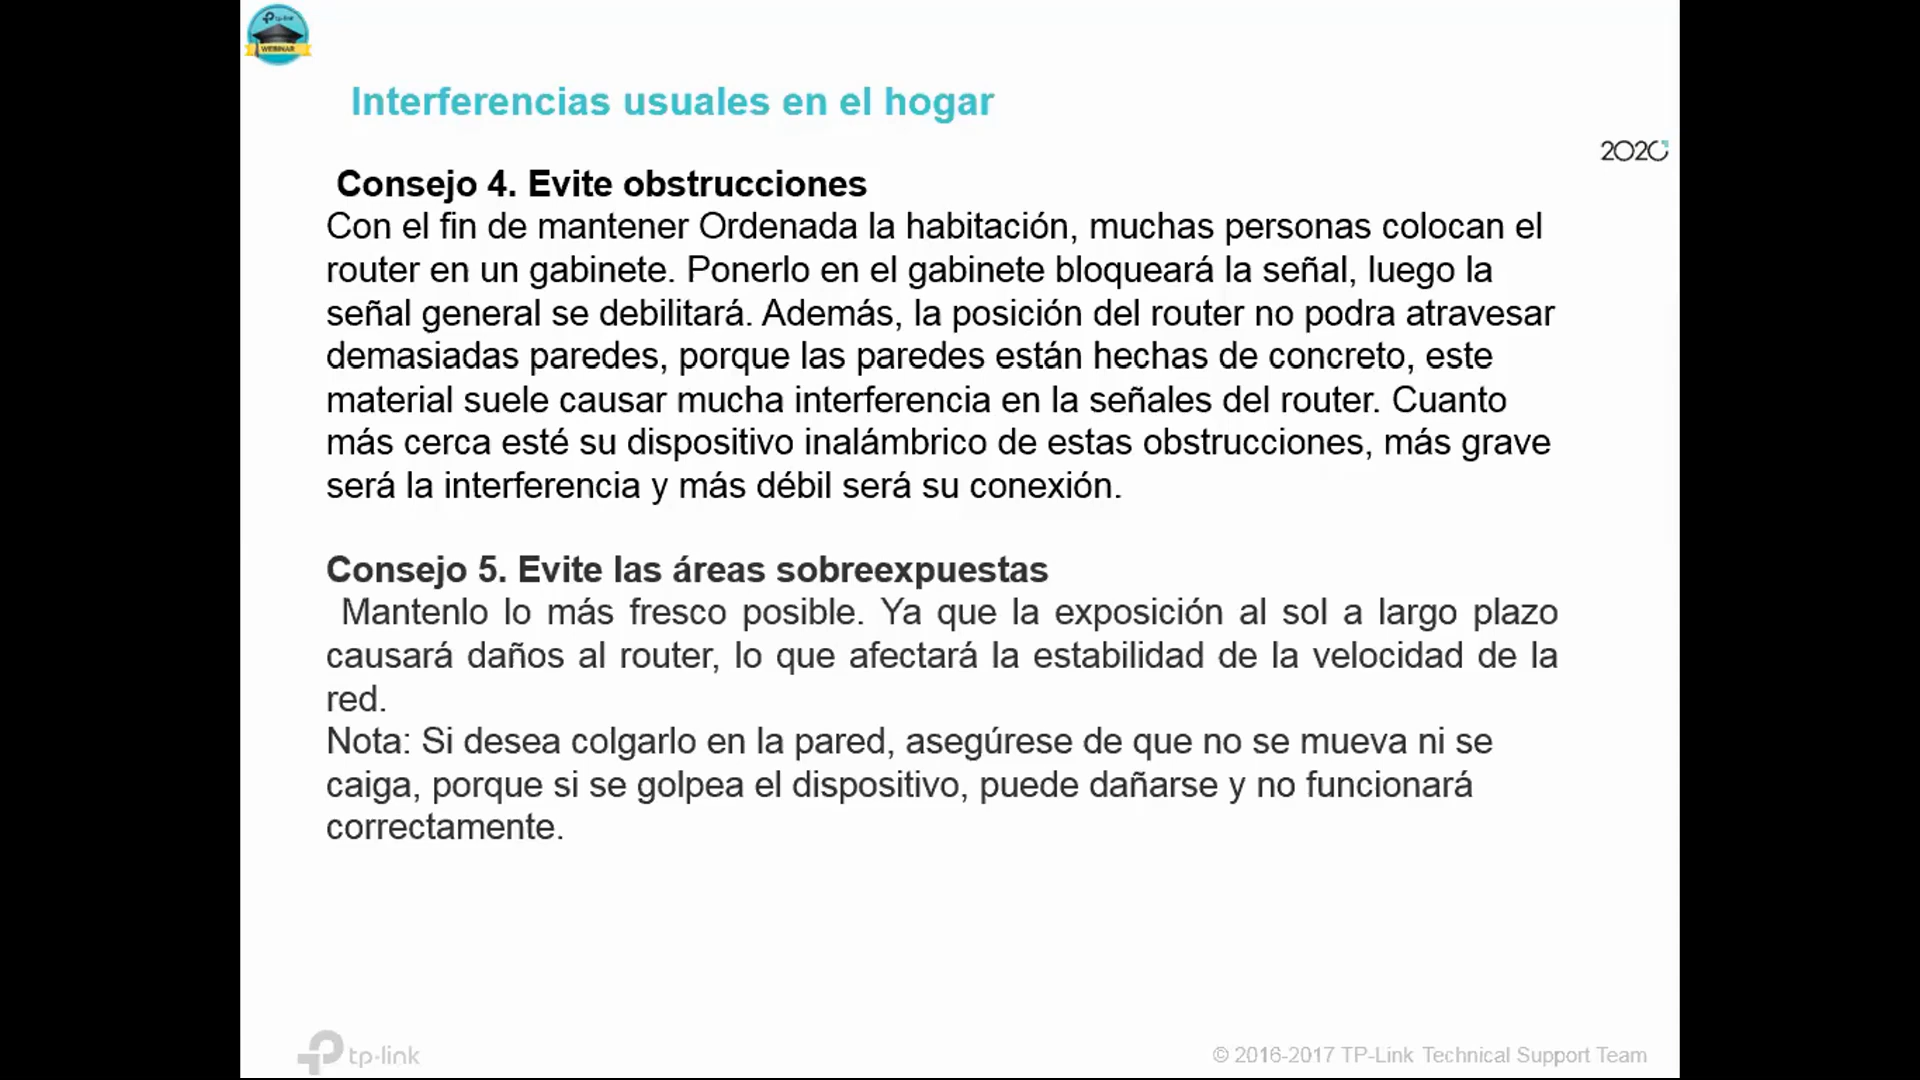 tp-link
WEBINAR
Interferencias usuales en el hogar
2020
Consejo 4. Evite obstrucciones
Con el fin de mantener Ordenada la habitación, muchas personas colocan el
router en un gabinete. Ponerlo en el gabinete bloqueará la señal, luego la
señal general se debilitará. Además, la posición del router no podra atravesar
demasiadas paredes, porque las paredes están hechas de concreto, este
material suele causar mucha interferencia en la señales del router. Cuanto
más cerca esté su dispositivo inalámbrico de estas obstrucciones, más grave
será la interferencia y más débil será su conexión.
Consejo 5. Evite las áreas sobreexpuestas
Mantenlo lo más fresco posible. Ya que la exposición al sol a largo plazo
causará daños al router, lo que afectará la estabilidad de la velocidad de la
red.
Nota: Si desea colgarlo en la pared, asegúrese de que no se mueva ni se
caiga, porque si se golpea el dispositivo, puede dañarse y no funcionará
correctamente.
tp-link
© 2016-2017 TP-Link Technical Support Team